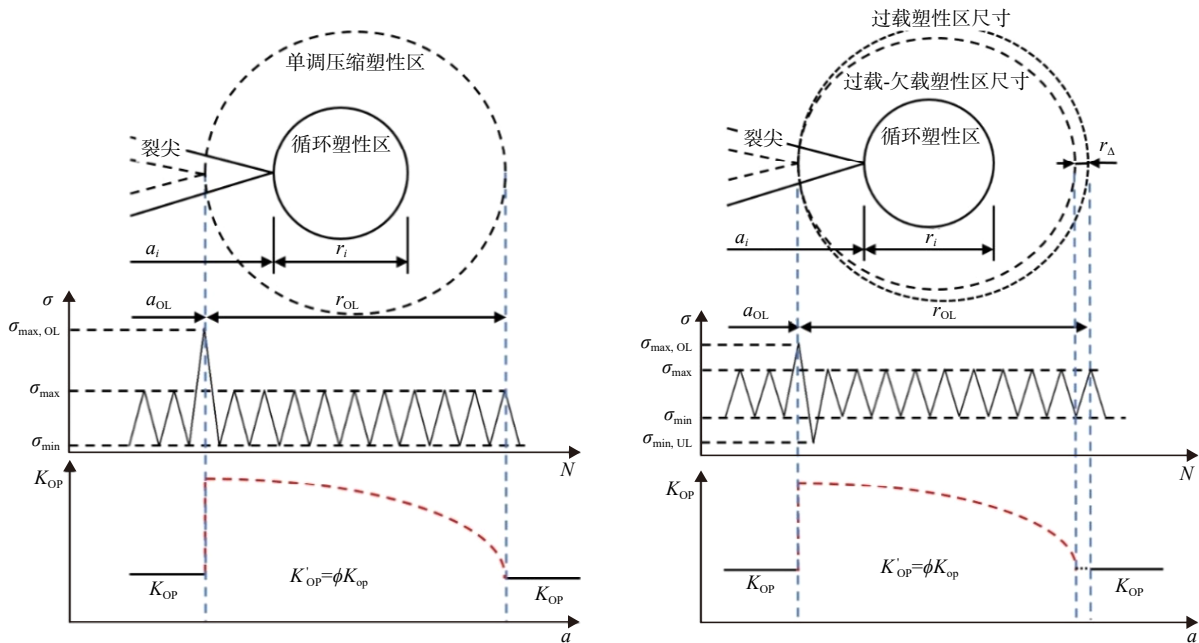 单调压缩塑性区
循环塑性区
裂尖
a_i
r_i
a_OL
r_OL
σ
σ_max, OL
σ_max
σ_min
N
K_OP
K_OP
K'_OP=ϕK_op
K_OP
a
过载塑性区尺寸
过载-欠载塑性区尺寸
循环塑性区
裂尖
r_Δ
a_i
r_i
a_OL
r_OL
σ
σ_max, OL
σ_max
σ_min
σ_min, UL
N
K_OP
K_OP
K'_OP=ϕK_op
K_OP
a